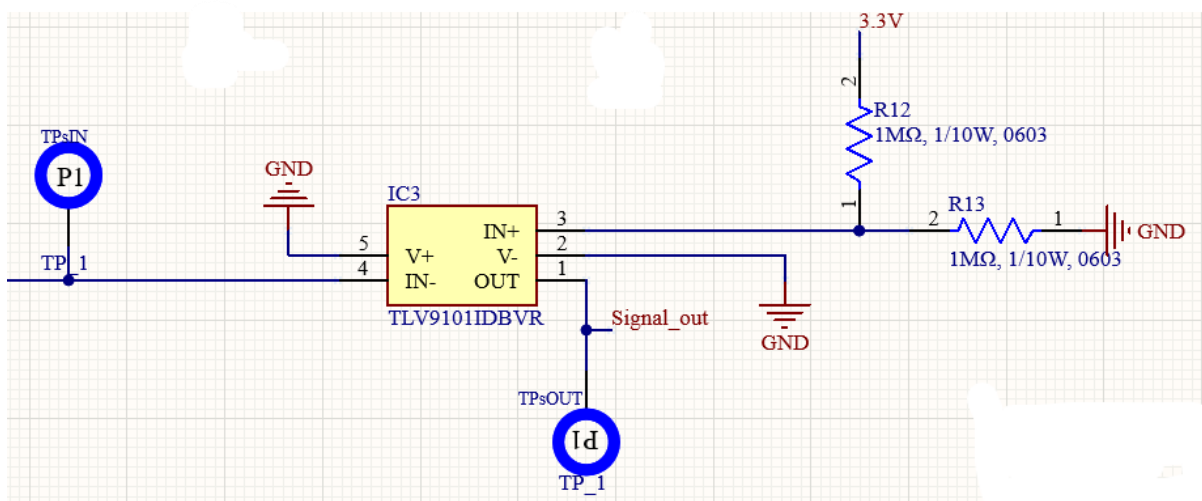 3.3V
2
R12
1MΩ, 1/10W, 0603
1
TPsIN
P1
TP_1
GND
IC3
5
V+
4
IN-
IN+
3
V-
2
OUT
1
TLV9101IDBVR
R13
2
1
GND
1MΩ, 1/10W, 0603
Signal_out
GND
TPsOUT
P1
TP_1